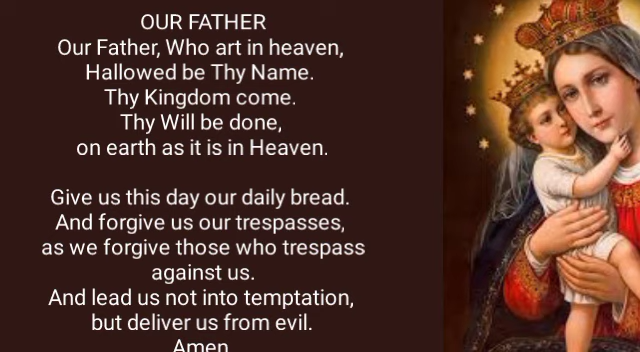 OUR FATHER
Our Father, Who art in heaven,
Hallowed be Thy Name.
Thy Kingdom come.
Thy Will be done,
on earth as it is in Heaven.
Give us this day our daily bread.
And forgive us our trespasses,
as we forgive those who trespass
against us.
And lead us not into temptation,
but deliver us from evil.
Amen